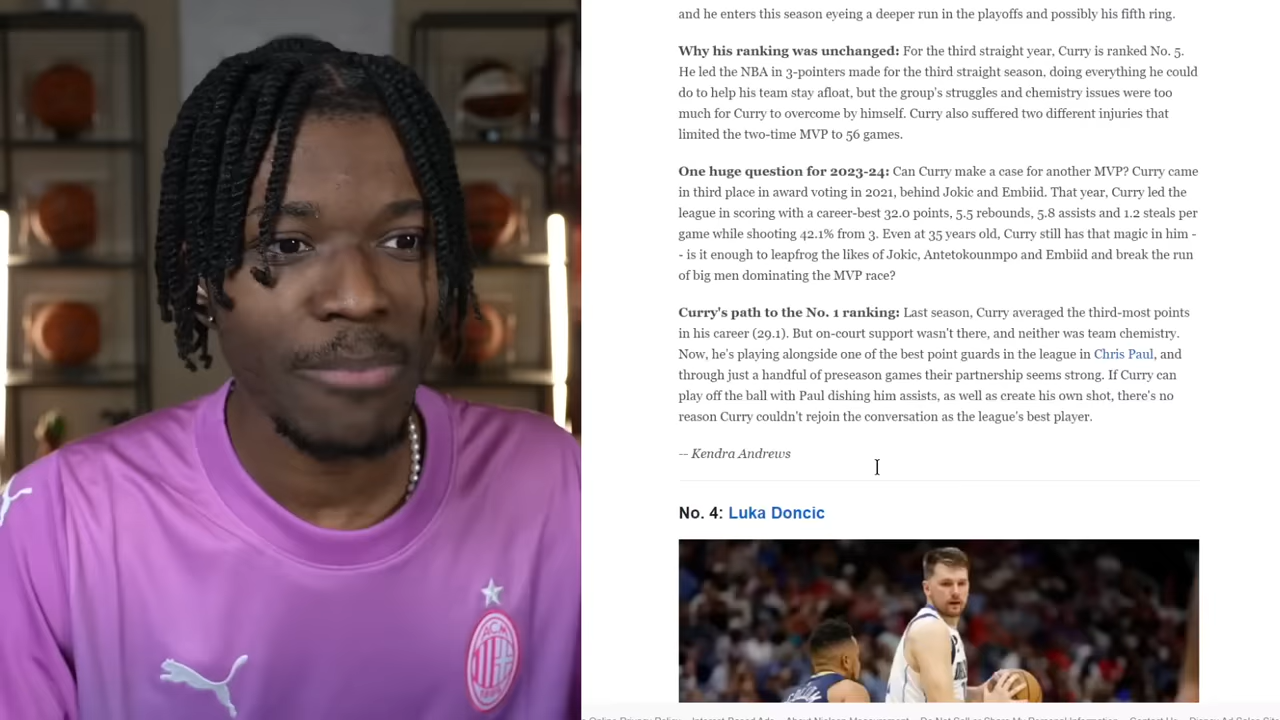 and he enters this season eyeing a deeper run in the playoffs and possibly his fifth ring.
Why his ranking was unchanged: For the third straight year, Curry is ranked No. 5.
He led the NBA in 3-pointers made for the third straight season, doing everything he could
do to help his team stay afloat, but the group's struggles and chemistry issues were too
much for Curry to overcome by himself. Curry also suffered two different injuries that
limited the two-time MVP to 56 games.
One huge question for 2023-24: Can Curry make a case for another MVP? Curry came
in third place in award voting in 2021, behind Jokic and Embiid. That year, Curry led the
league in scoring with a career-best 32.0 points, 5.5 rebounds, 5.8 assists and 1.2 steals per
game while shooting 42.1% from 3. Even at 35 years old, Curry still has that magic in him -
- is it enough to leapfrog the likes of Jokic, Antetokounmpo and Embiid and break the run
of big men dominating the MVP race?
Curry's path to the No. 1 ranking: Last season, Curry averaged the third-most points
in his career (29.1). But on-court support wasn't there, and neither was team chemistry.
Now, he's playing alongside one of the best point guards in the league in Chris Paul, and
through just a handful of preseason games their partnership seems strong. If Curry can
play off the ball with Paul dishing him assists, as well as create his own shot, there's no
reason Curry couldn't rejoin the conversation as the league's best player.
-- Kendra Andrews
No. 4: Luka Doncic
ACM
1899